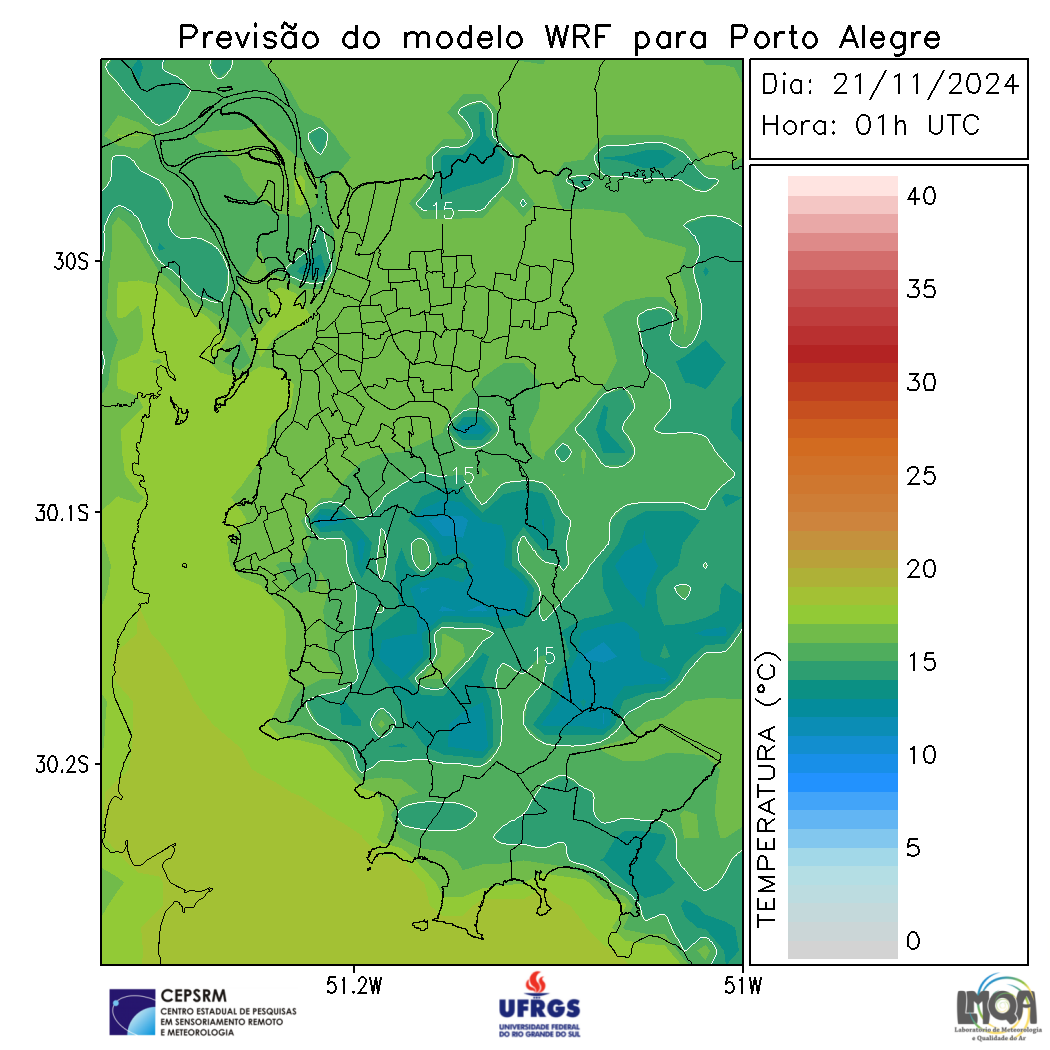 Previsão do modelo WRF para Porto Alegre
Dia: 21/11/2024
Hora: 01h UTC
30S
30.1S
30.2S
51.2W
51W
15
15
15
TEMPERATURA (°C)
40
35
30
25
20
15
10
5
0
CEPSRM
CENTRO ESTADUAL DE PESQUISAS
EM SENSORIAMENTO REMOTO
E METEOROLOGIA
UFRGS
UNIVERSIDADE FEDERAL
DO RIO GRANDE DO SUL
LMQA
Laboratório de Meteorologia
e Qualidade do Ar